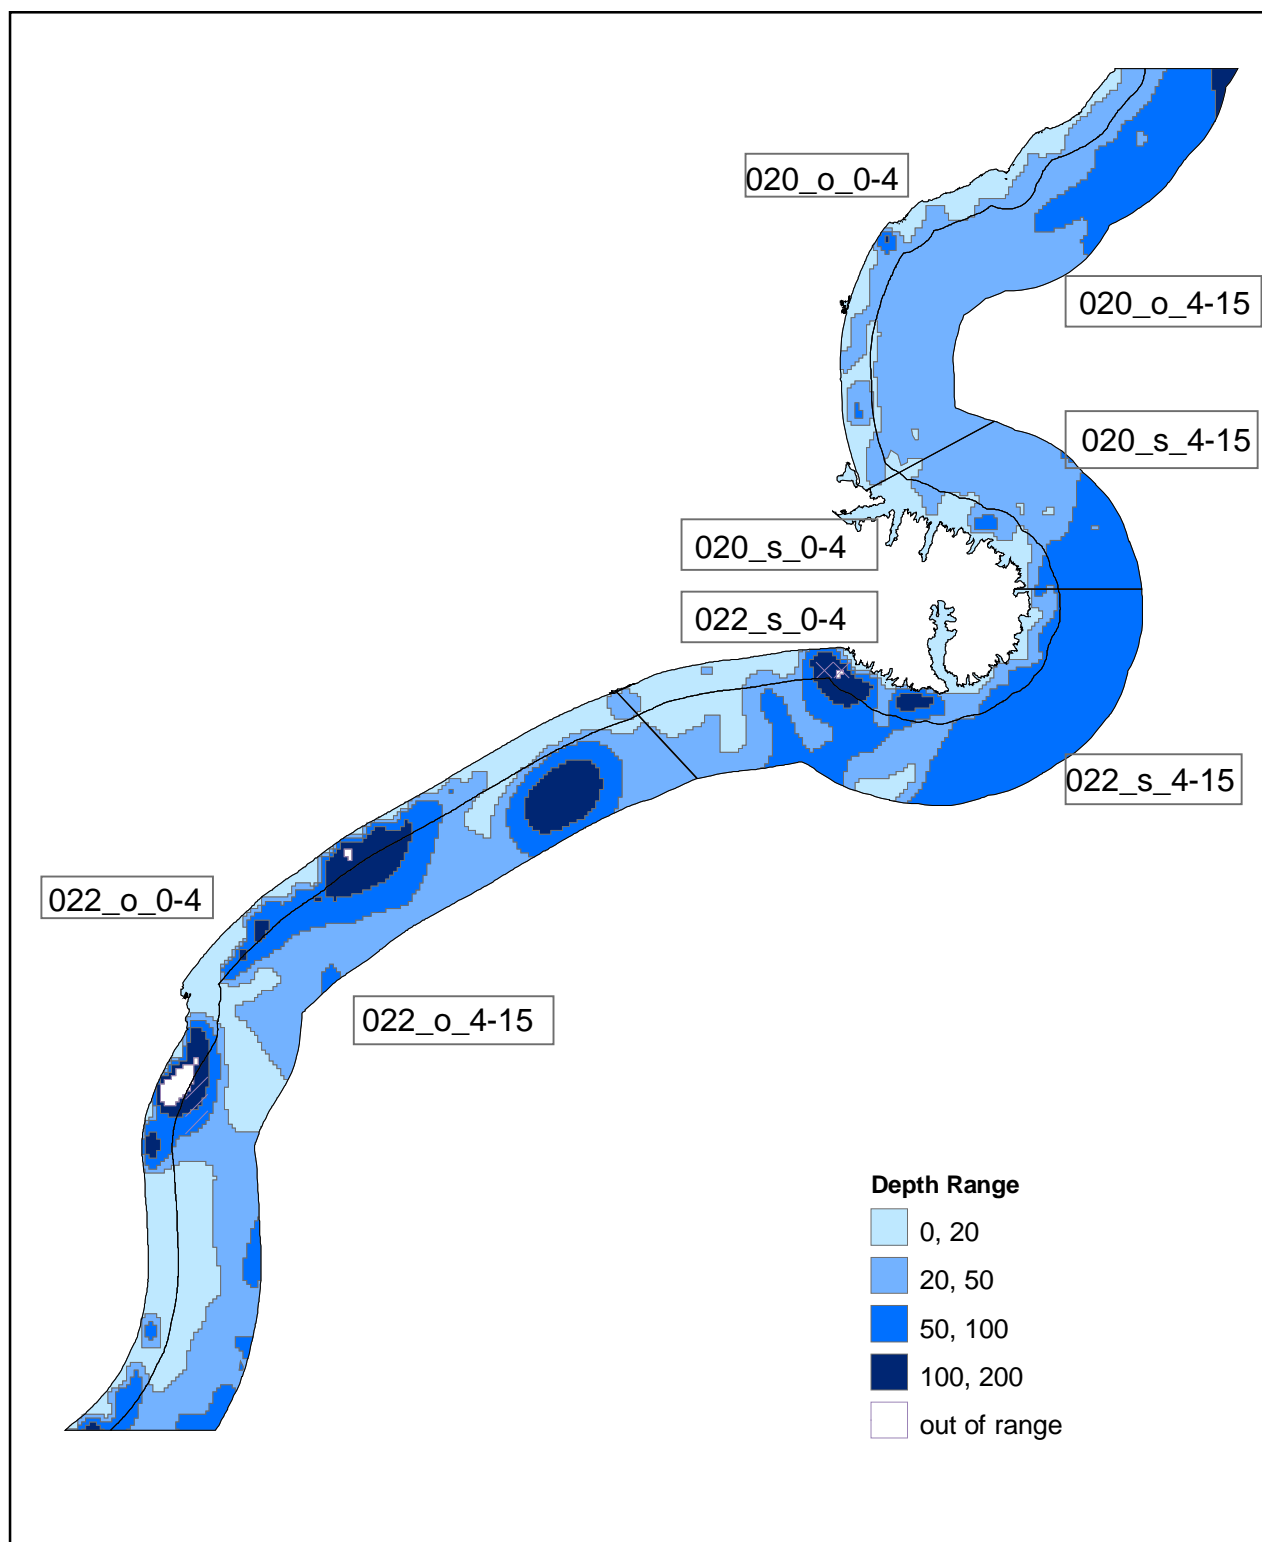 020_o_0-4
020_o_4-15
020_s_4-15
020_s_0-4
022_s_0-4
022_s_4-15
022_o_0-4
022_o_4-15
Depth Range
0, 20
20, 50
50, 100
100, 200
out of range